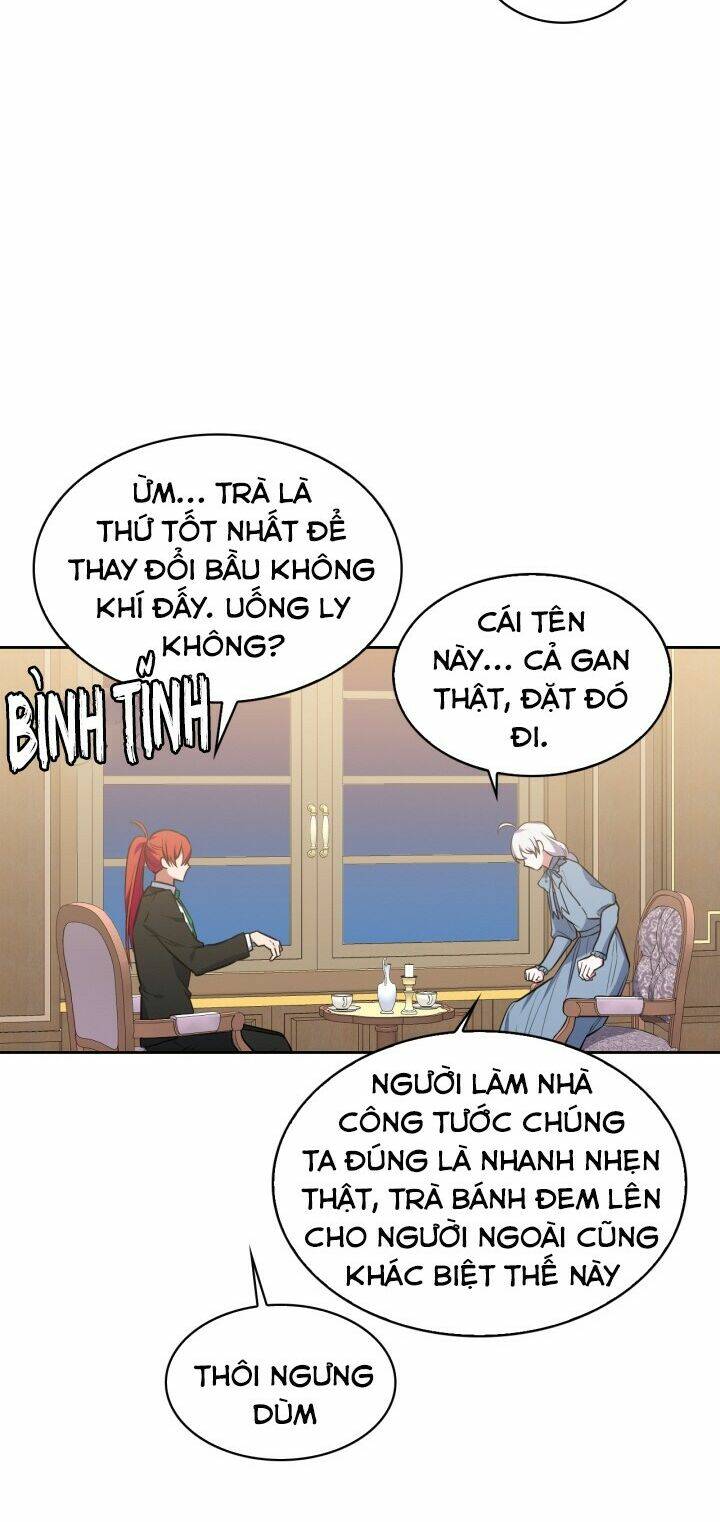 ỪM... TRÀ LÀ
THỨ TỐT NHẤT ĐỂ
THAY ĐỔI BẦU KHÔNG
KHÍ ĐẤY. UỐNG LY
KHÔNG?
CÁI TÊN
NÀY... CẢ GAN
THẬT, ĐẶT ĐÓ
ĐI.
BÌNH TĨNH
NGƯỜI LÀM NHÀ
CÔNG TƯỚC CHÚNG
TA ĐÚNG LÀ NHANH NHẸN
THẬT, TRÀ BÁNH ĐEM LÊN
CHO NGƯỜI NGOÀI CŨNG
KHÁC BIỆT THẾ NÀY
THÔI NGƯNG
DÙM